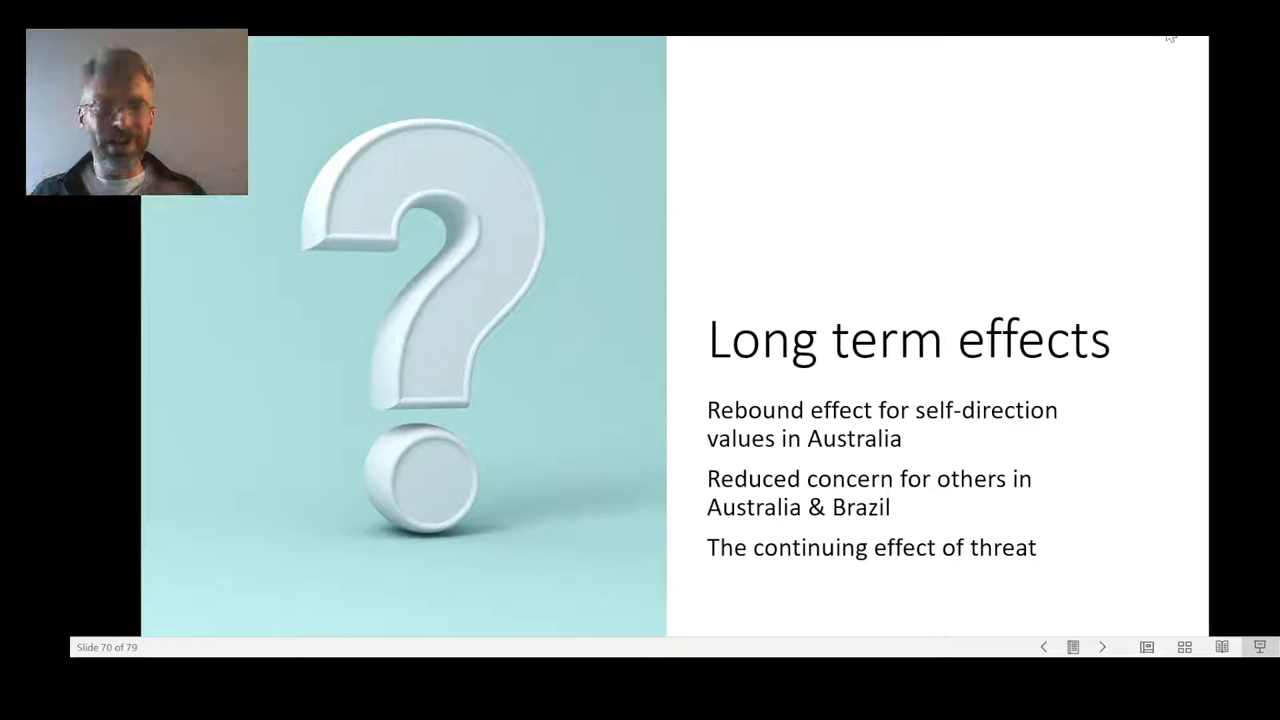 Long term effects
Rebound effect for self-direction
values in Australia
Reduced concern for others in
Australia & Brazil
The continuing effect of threat
Slide 70 of 79